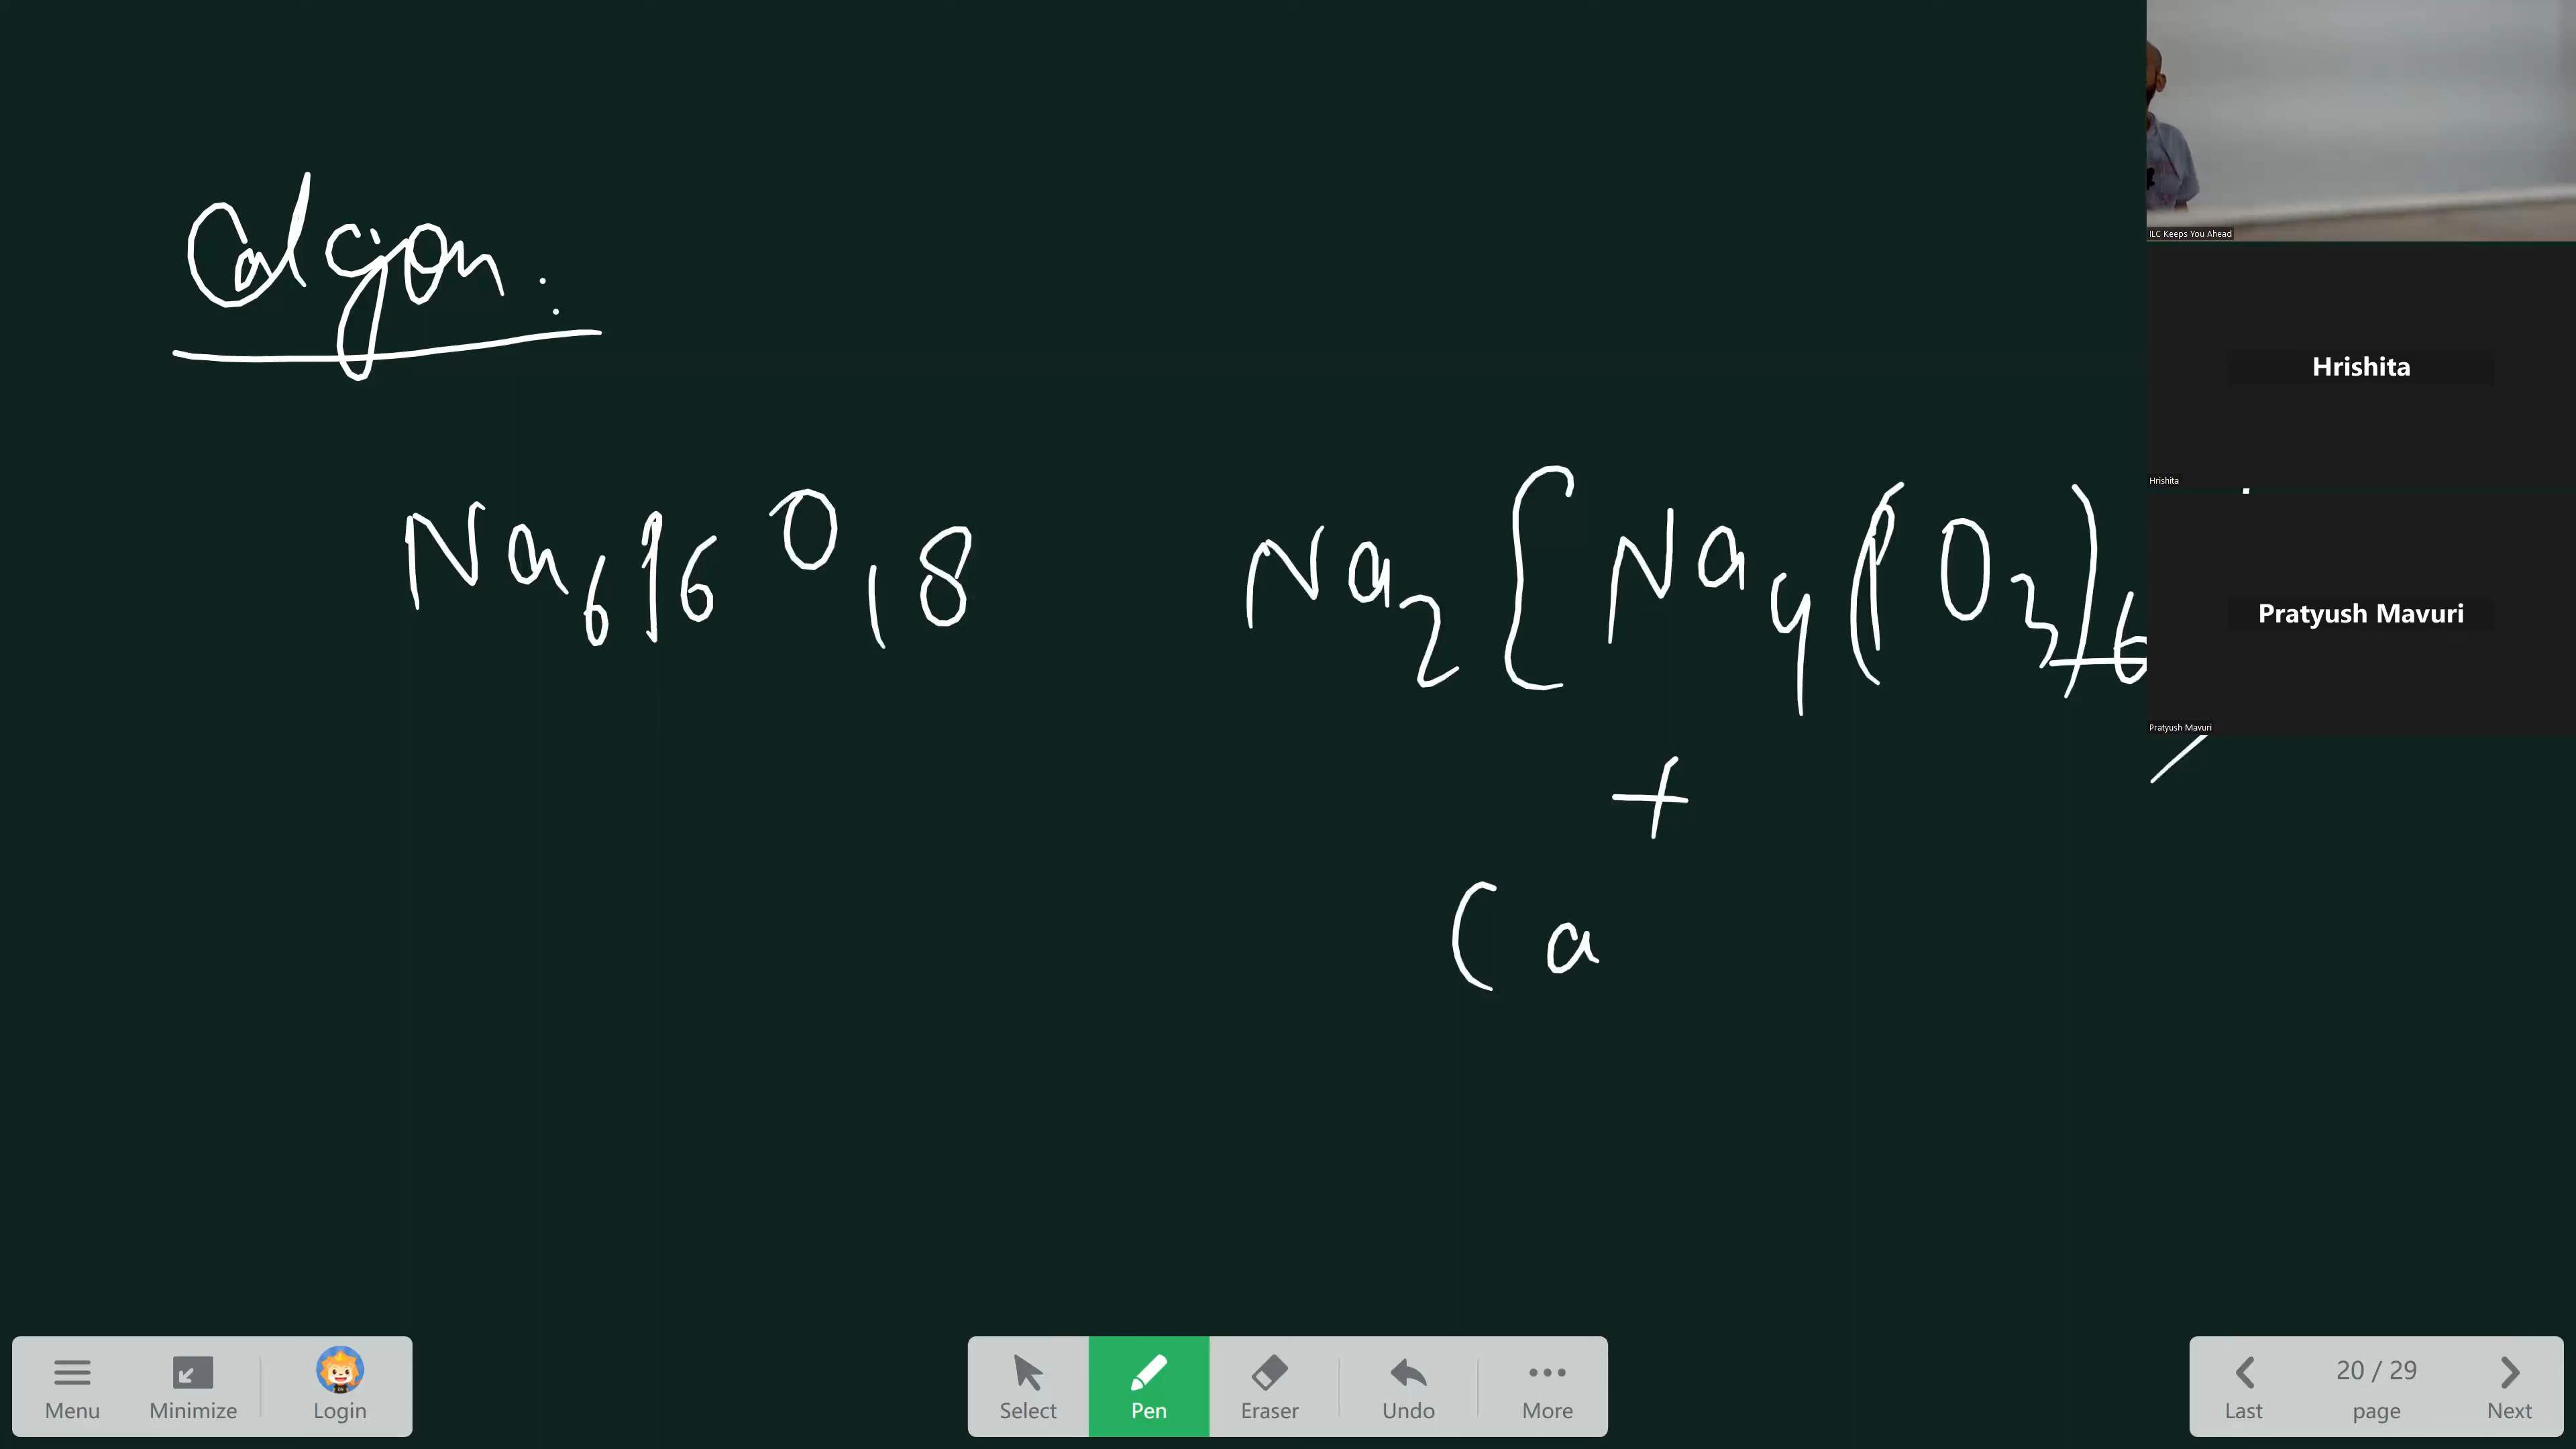 Calgon:
Na6P6O18 Na2[Na4(PO3)6
+
Ca
ILC Keeps You Ahead
Hrishita
Hrishita
Pratyush Mavuri
Pratyush Mavuri
Menu Minimize Login Select Pen Eraser Undo More Last 20 / 29 page Next